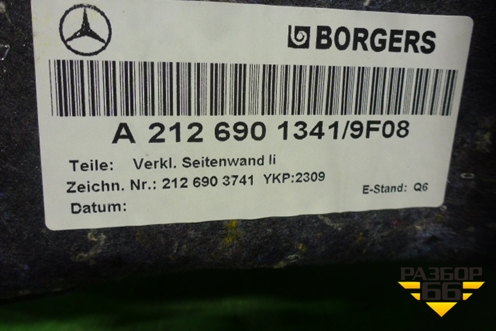 BORGERS
A 212 690 1341/9F08
Teile: Verkl. Seitenwand li
Zeichn. Nr.: 212 690 3741 YKP:2309
E-Stand: Q6
Datum:
РАЗБОР
66